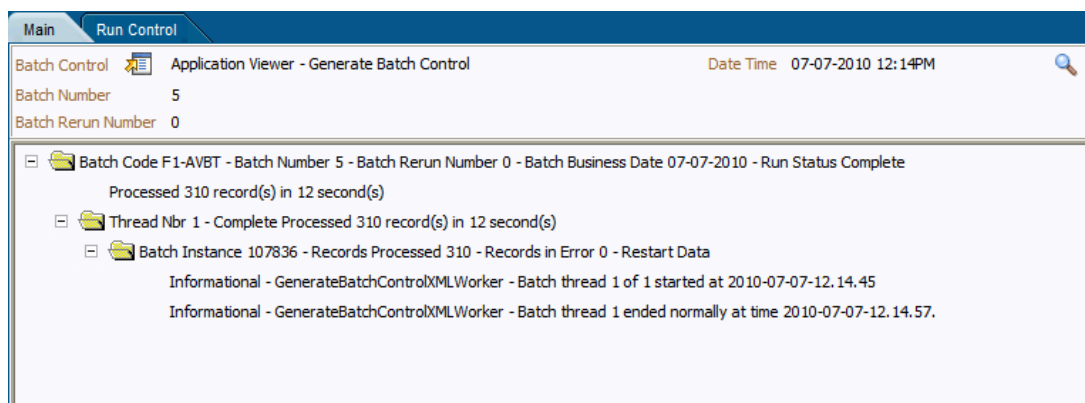 Main Run Control
Batch Control Application Viewer - Generate Batch Control Date Time 07-07-2010 12:14PM
Batch Number 5
Batch Rerun Number 0
Batch Code F1-AVBT - Batch Number 5 - Batch Rerun Number 0 - Batch Business Date 07-07-2010 - Run Status Complete
Processed 310 record(s) in 12 second(s)
Thread Nbr 1 - Complete Processed 310 record(s) in 12 second(s)
Batch Instance 107836 - Records Processed 310 - Records in Error 0 - Restart Data
Informational - GenerateBatchControlXMLWorker - Batch thread 1 of 1 started at 2010-07-07-12.14.45
Informational - GenerateBatchControlXMLWorker - Batch thread 1 ended normally at time 2010-07-07-12.14.57.